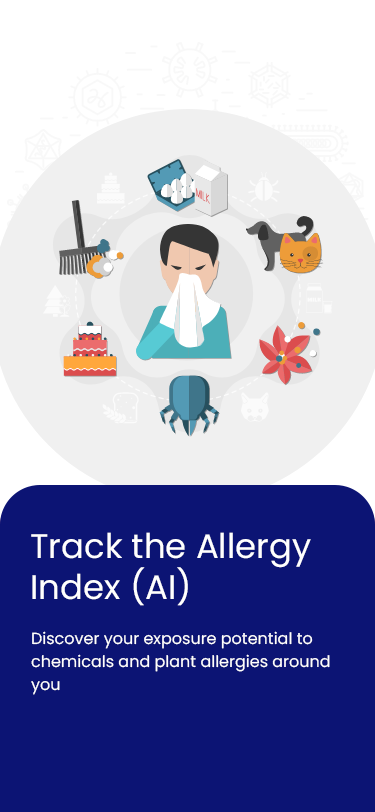 MILK
Track the Allergy
Index (AI)
Discover your exposure potential to
chemicals and plant allergies around
you